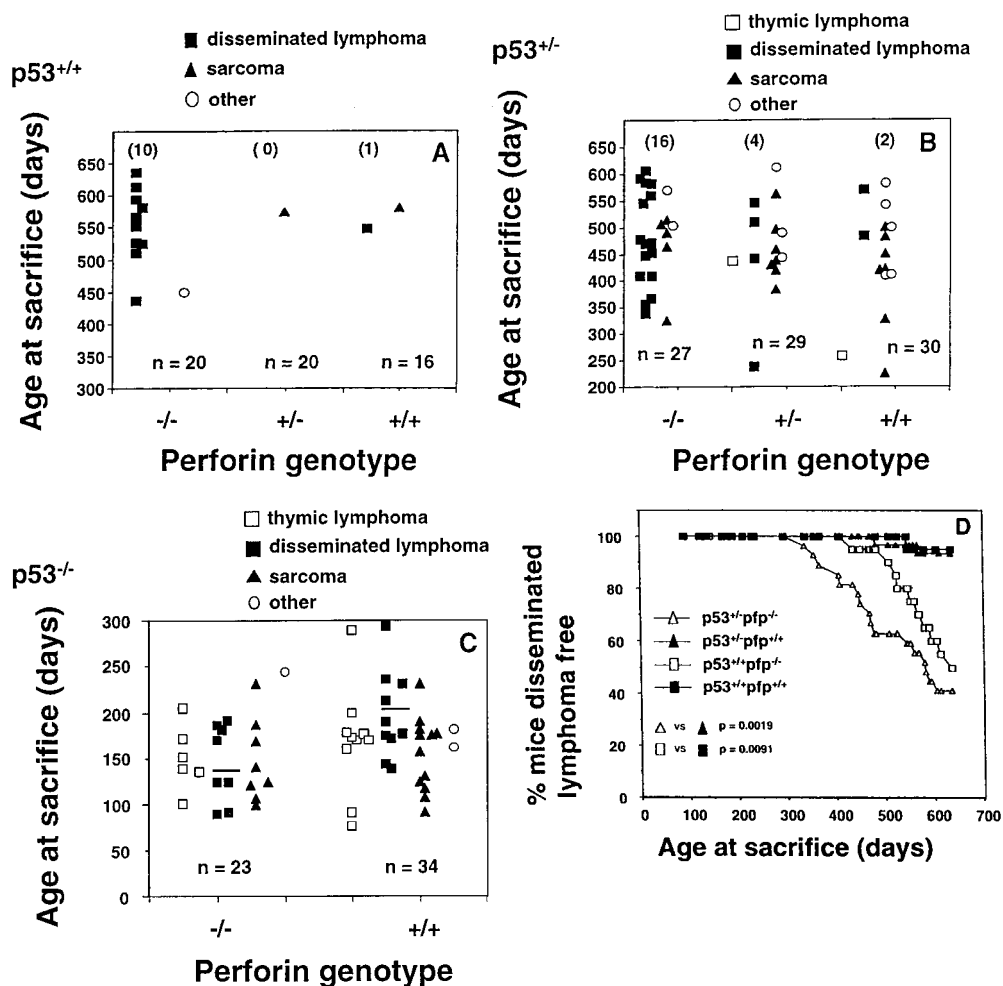 disseminated lymphoma
sarcoma
other
p53+/+
Age at sacrifice (days)
650
600
550
500
450
400
350
300
(10)
( 0)
(1)
A
n = 20
n = 20
n = 16
-/-
+/-
+/+
Perforin genotype
thymic lymphoma
disseminated lymphoma
sarcoma
other
p53+/-
Age at sacrifice (days)
650
600
550
500
450
400
350
300
250
200
(16)
(4)
(2)
B
n = 27
n = 29
n = 30
-/-
+/-
+/+
Perforin genotype
thymic lymphoma
disseminated lymphoma
sarcoma
other
p53-/-
Age at sacrifice (days)
300
250
200
150
100
50
0
C
n = 23
n = 34
-/-
+/+
Perforin genotype
% mice disseminated
lymphoma free
100
80
60
40
20
0
D
p53+/-pfp-/-
p53+/-pfp+/+
p53+/+pfp-/-
p53+/+pfp+/+
vs p = 0.0019
vs p = 0.0091
0 100 200 300 400 500 600 700
Age at sacrifice (days)